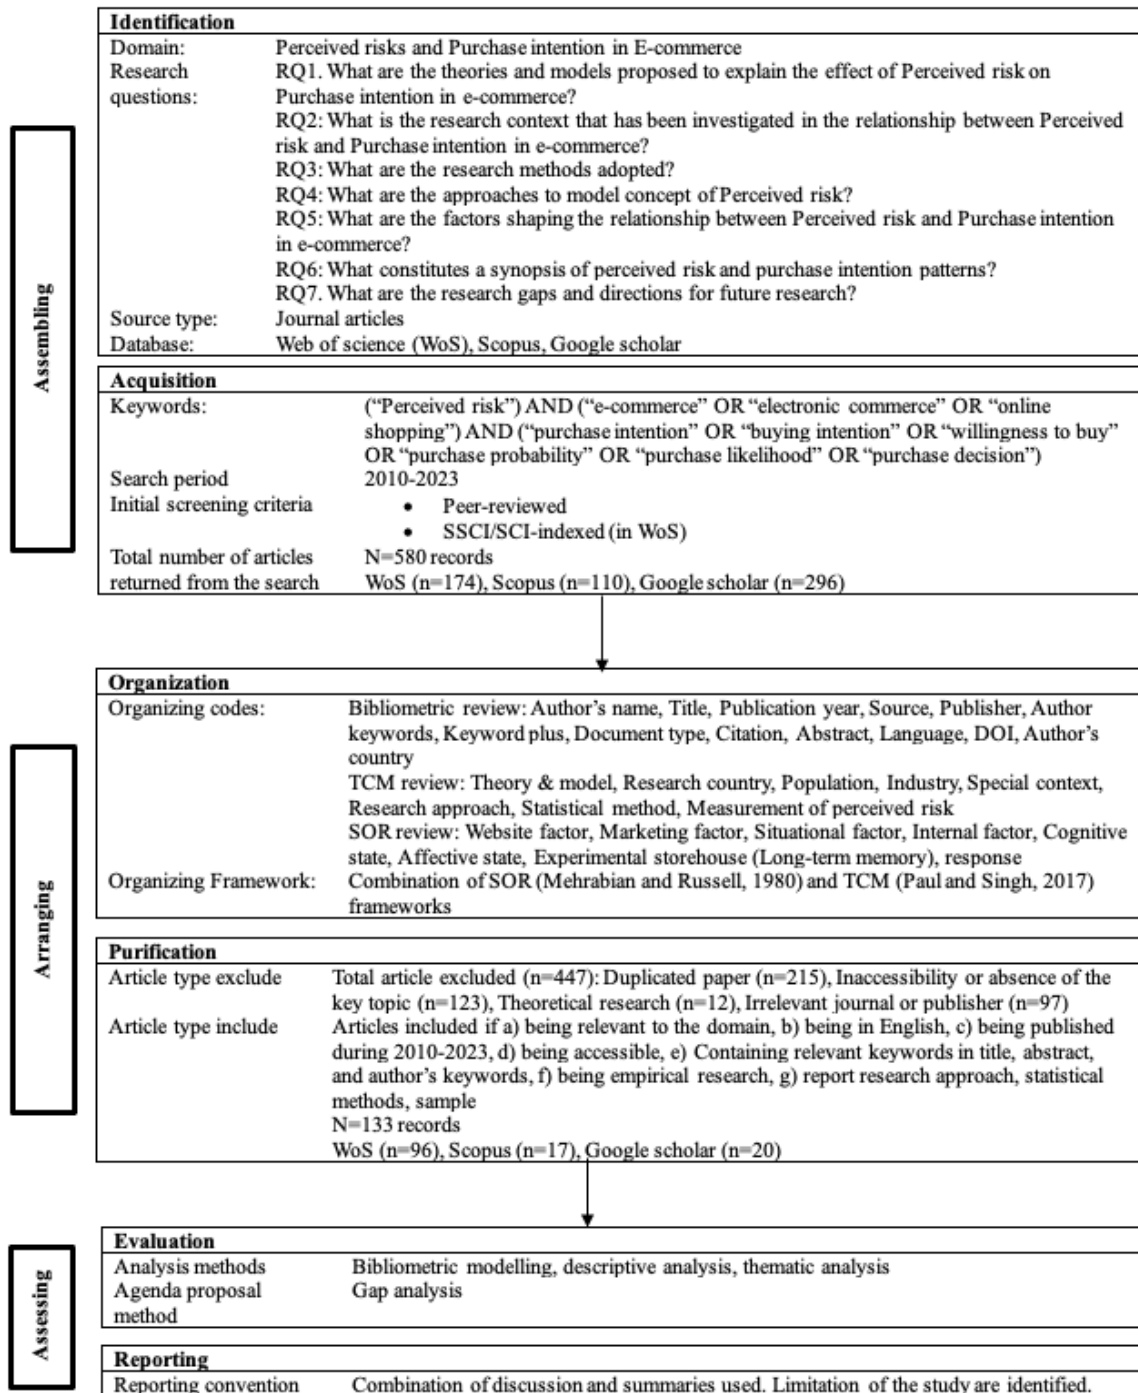 Assembling
Identification
Domain: Perceived risks and Purchase intention in E-commerce
Research RQ1. What are the theories and models proposed to explain the effect of Perceived risk on
questions: Purchase intention in e-commerce?
RQ2: What is the research context that has been investigated in the relationship between Perceived
risk and Purchase intention in e-commerce?
RQ3: What are the research methods adopted?
RQ4: What are the approaches to model concept of Perceived risk?
RQ5: What are the factors shaping the relationship between Perceived risk and Purchase intention
in e-commerce?
RQ6: What constitutes a synopsis of perceived risk and purchase intention patterns?
RQ7. What are the research gaps and directions for future research?
Source type: Journal articles
Database: Web of science (WoS), Scopus, Google scholar
Acquisition
Keywords: (“Perceived risk”) AND (“e-commerce” OR “electronic commerce” OR “online
shopping”) AND (“purchase intention” OR “buying intention” OR “willingness to buy”
OR “purchase probability” OR “purchase likelihood” OR “purchase decision”)
Search period 2010-2023
Initial screening criteria • Peer-reviewed
• SSCI/SCI-indexed (in WoS)
Total number of articles N=580 records
returned from the search WoS (n=174), Scopus (n=110), Google scholar (n=296)
Arranging
Organization
Organizing codes: Bibliometric review: Author’s name, Title, Publication year, Source, Publisher, Author
keywords, Keyword plus, Document type, Citation, Abstract, Language, DOI, Author’s
country
TCM review: Theory & model, Research country, Population, Industry, Special context,
Research approach, Statistical method, Measurement of perceived risk
SOR review: Website factor, Marketing factor, Situational factor, Internal factor, Cognitive
state, Affective state, Experimental storehouse (Long-term memory), response
Organizing Framework: Combination of SOR (Mehrabian and Russell, 1980) and TCM (Paul and Singh, 2017)
frameworks
Purification
Article type exclude Total article excluded (n=447): Duplicated paper (n=215), Inaccessibility or absence of the
key topic (n=123), Theoretical research (n=12), Irrelevant journal or publisher (n=97)
Article type include Articles included if a) being relevant to the domain, b) being in English, c) being published
during 2010-2023, d) being accessible, e) Containing relevant keywords in title, abstract,
and author’s keywords, f) being empirical research, g) report research approach, statistical
methods, sample
N=133 records
WoS (n=96), Scopus (n=17), Google scholar (n=20)
Assessing
Evaluation
Analysis methods Bibliometric modelling, descriptive analysis, thematic analysis
Agenda proposal Gap analysis
method
Reporting
Reporting convention Combination of discussion and summaries used. Limitation of the study are identified.